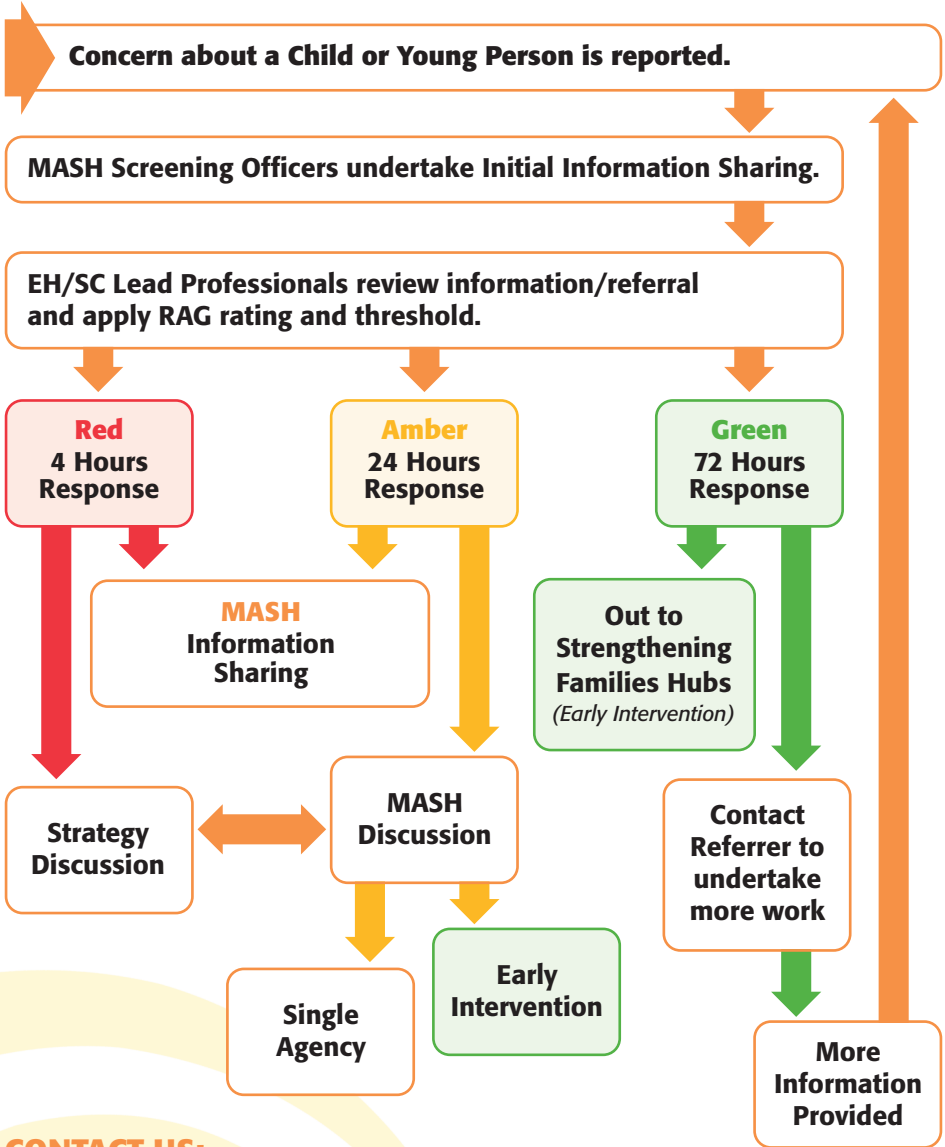 Concern about a Child or Young Person is reported.
MASH Screening Officers undertake Initial Information Sharing.
EH/SC Lead Professionals review information/referral
and apply RAG rating and threshold.
Red
4 Hours
Response
Amber
24 Hours
Response
Green
72 Hours
Response
MASH
Information
Sharing
Out to
Strengthening
Families Hubs
(Early Intervention)
Strategy
Discussion
MASH
Discussion
Contact
Referrer to
undertake
more work
Single
Agency
Early
Intervention
More
Information
Provided
CONTACT US: